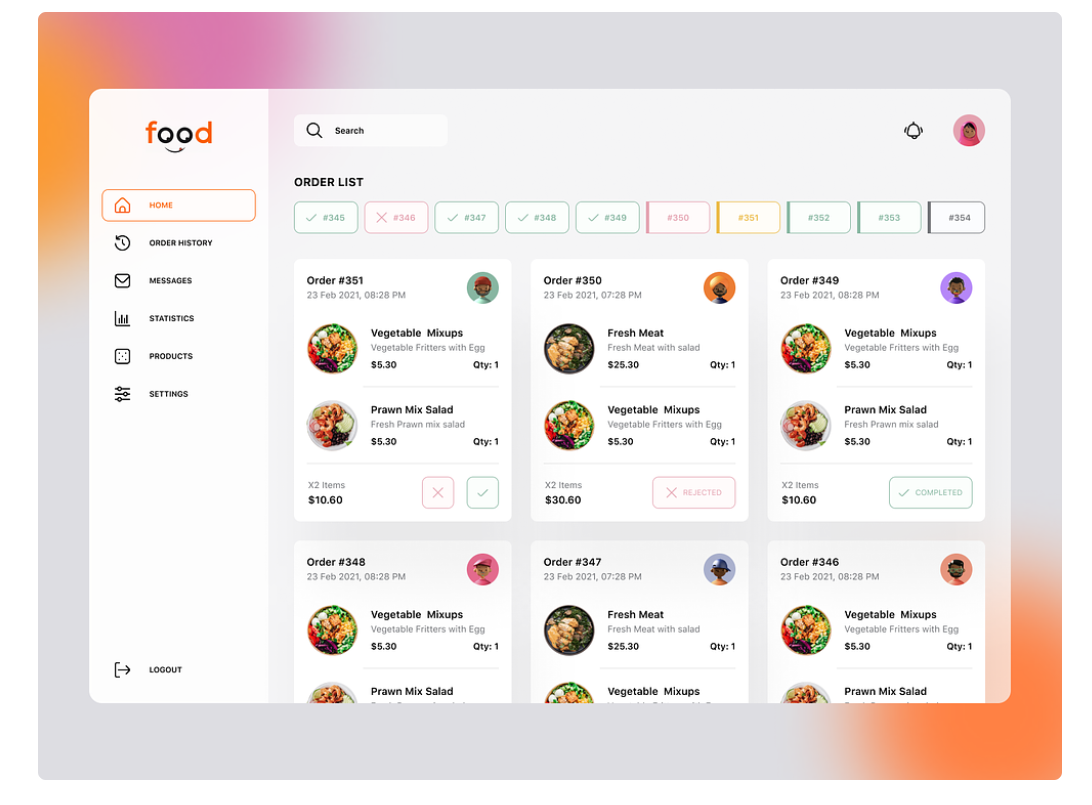 food
Search
ORDER LIST
#345 #346 #347 #348 #349 #350 #351 #352 #353 #354
HOME
ORDER HISTORY
MESSAGES
STATISTICS
PRODUCTS
SETTINGS
LOGOUT
Order #351
23 Feb 2021, 08:28 PM
Vegetable Mixups
Vegetable Fritters with Egg
$5.30 Qty: 1
Prawn Mix Salad
Fresh Prawn mix salad
$5.30 Qty: 1
X2 Items
$10.60
Order #350
23 Feb 2021, 07:28 PM
Fresh Meat
Fresh Meat with salad
$25.30 Qty: 1
Vegetable Mixups
Vegetable Fritters with Egg
$5.30 Qty: 1
X2 Items
$30.60
REJECTED
Order #349
23 Feb 2021, 08:28 PM
Vegetable Mixups
Vegetable Fritters with Egg
$5.30 Qty: 1
Prawn Mix Salad
Fresh Prawn mix salad
$5.30 Qty: 1
X2 Items
$10.60
COMPLETED
Order #348
23 Feb 2021, 08:28 PM
Vegetable Mixups
Vegetable Fritters with Egg
$5.30 Qty: 1
Prawn Mix Salad
Order #347
23 Feb 2021, 07:28 PM
Fresh Meat
Fresh Meat with salad
$25.30 Qty: 1
Vegetable Mixups
Order #346
23 Feb 2021, 08:28 PM
Vegetable Mixups
Vegetable Fritters with Egg
$5.30 Qty: 1
Prawn Mix Salad